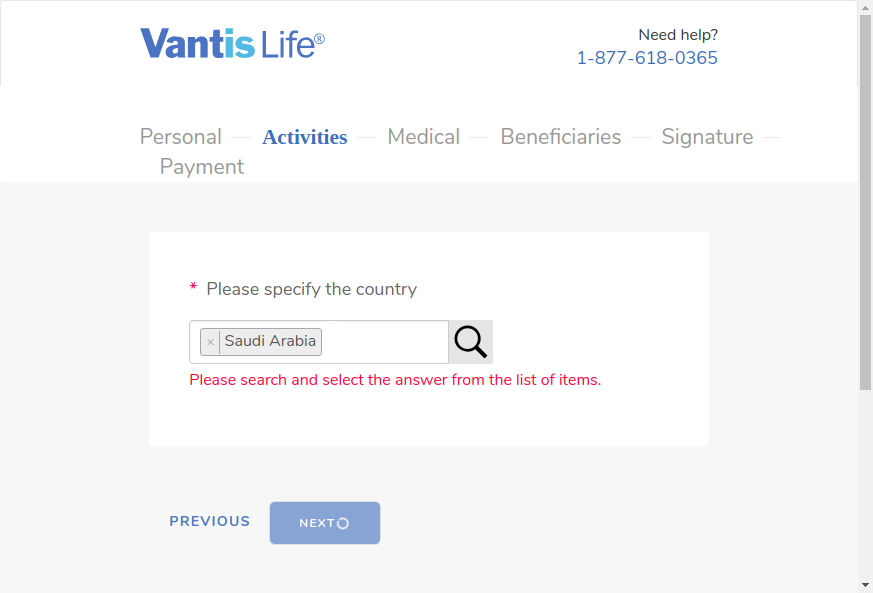 Vantis Life®
Need help?
1-877-618-0365
Personal
Activities
Medical
Beneficiaries
Signature
Payment
* Please specify the country
× Saudi Arabia
Please search and select the answer from the list of items.
PREVIOUS
NEXT